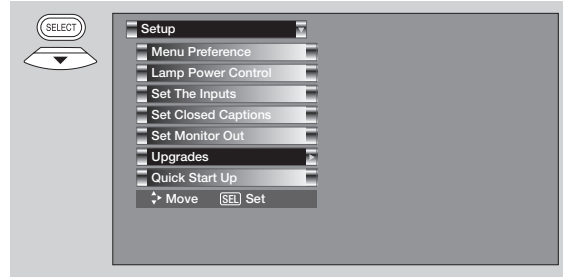 SELECT
Setup
Menu Preference
Lamp Power Control
Set The Inputs
Set Closed Captions
Set Monitor Out
Upgrades
Quick Start Up
Move SEL Set